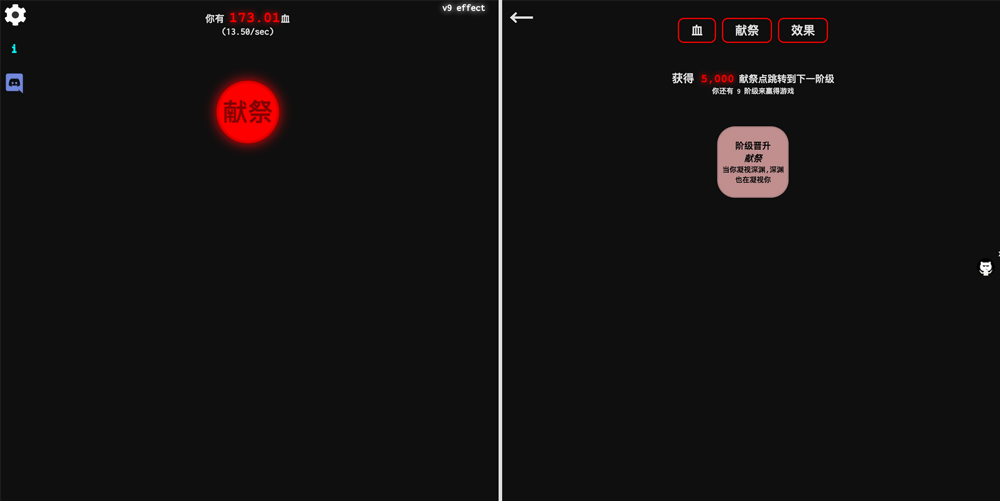 你有 173.01血
(13.50/sec)
v9 effect
i
献祭
血
献祭
效果
获得 5,000 献祭点跳转到下一阶级
你还有 9 阶级来赢得游戏
阶级晋升
献祭
当你凝视深渊,深渊
也在凝视你